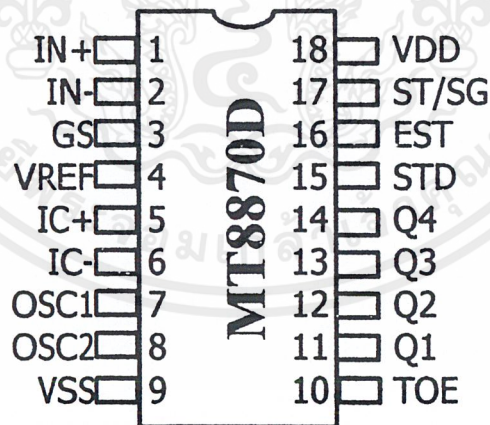 IN+ 1 18 VDD
IN- 2 17 ST/SG
GS 3 16 EST
VREF 4 15 STD
IC+ 5 14 Q4
IC- 6 13 Q3
OSC1 7 12 Q2
OSC2 8 11 Q1
VSS 9 10 TOE
MT8870D